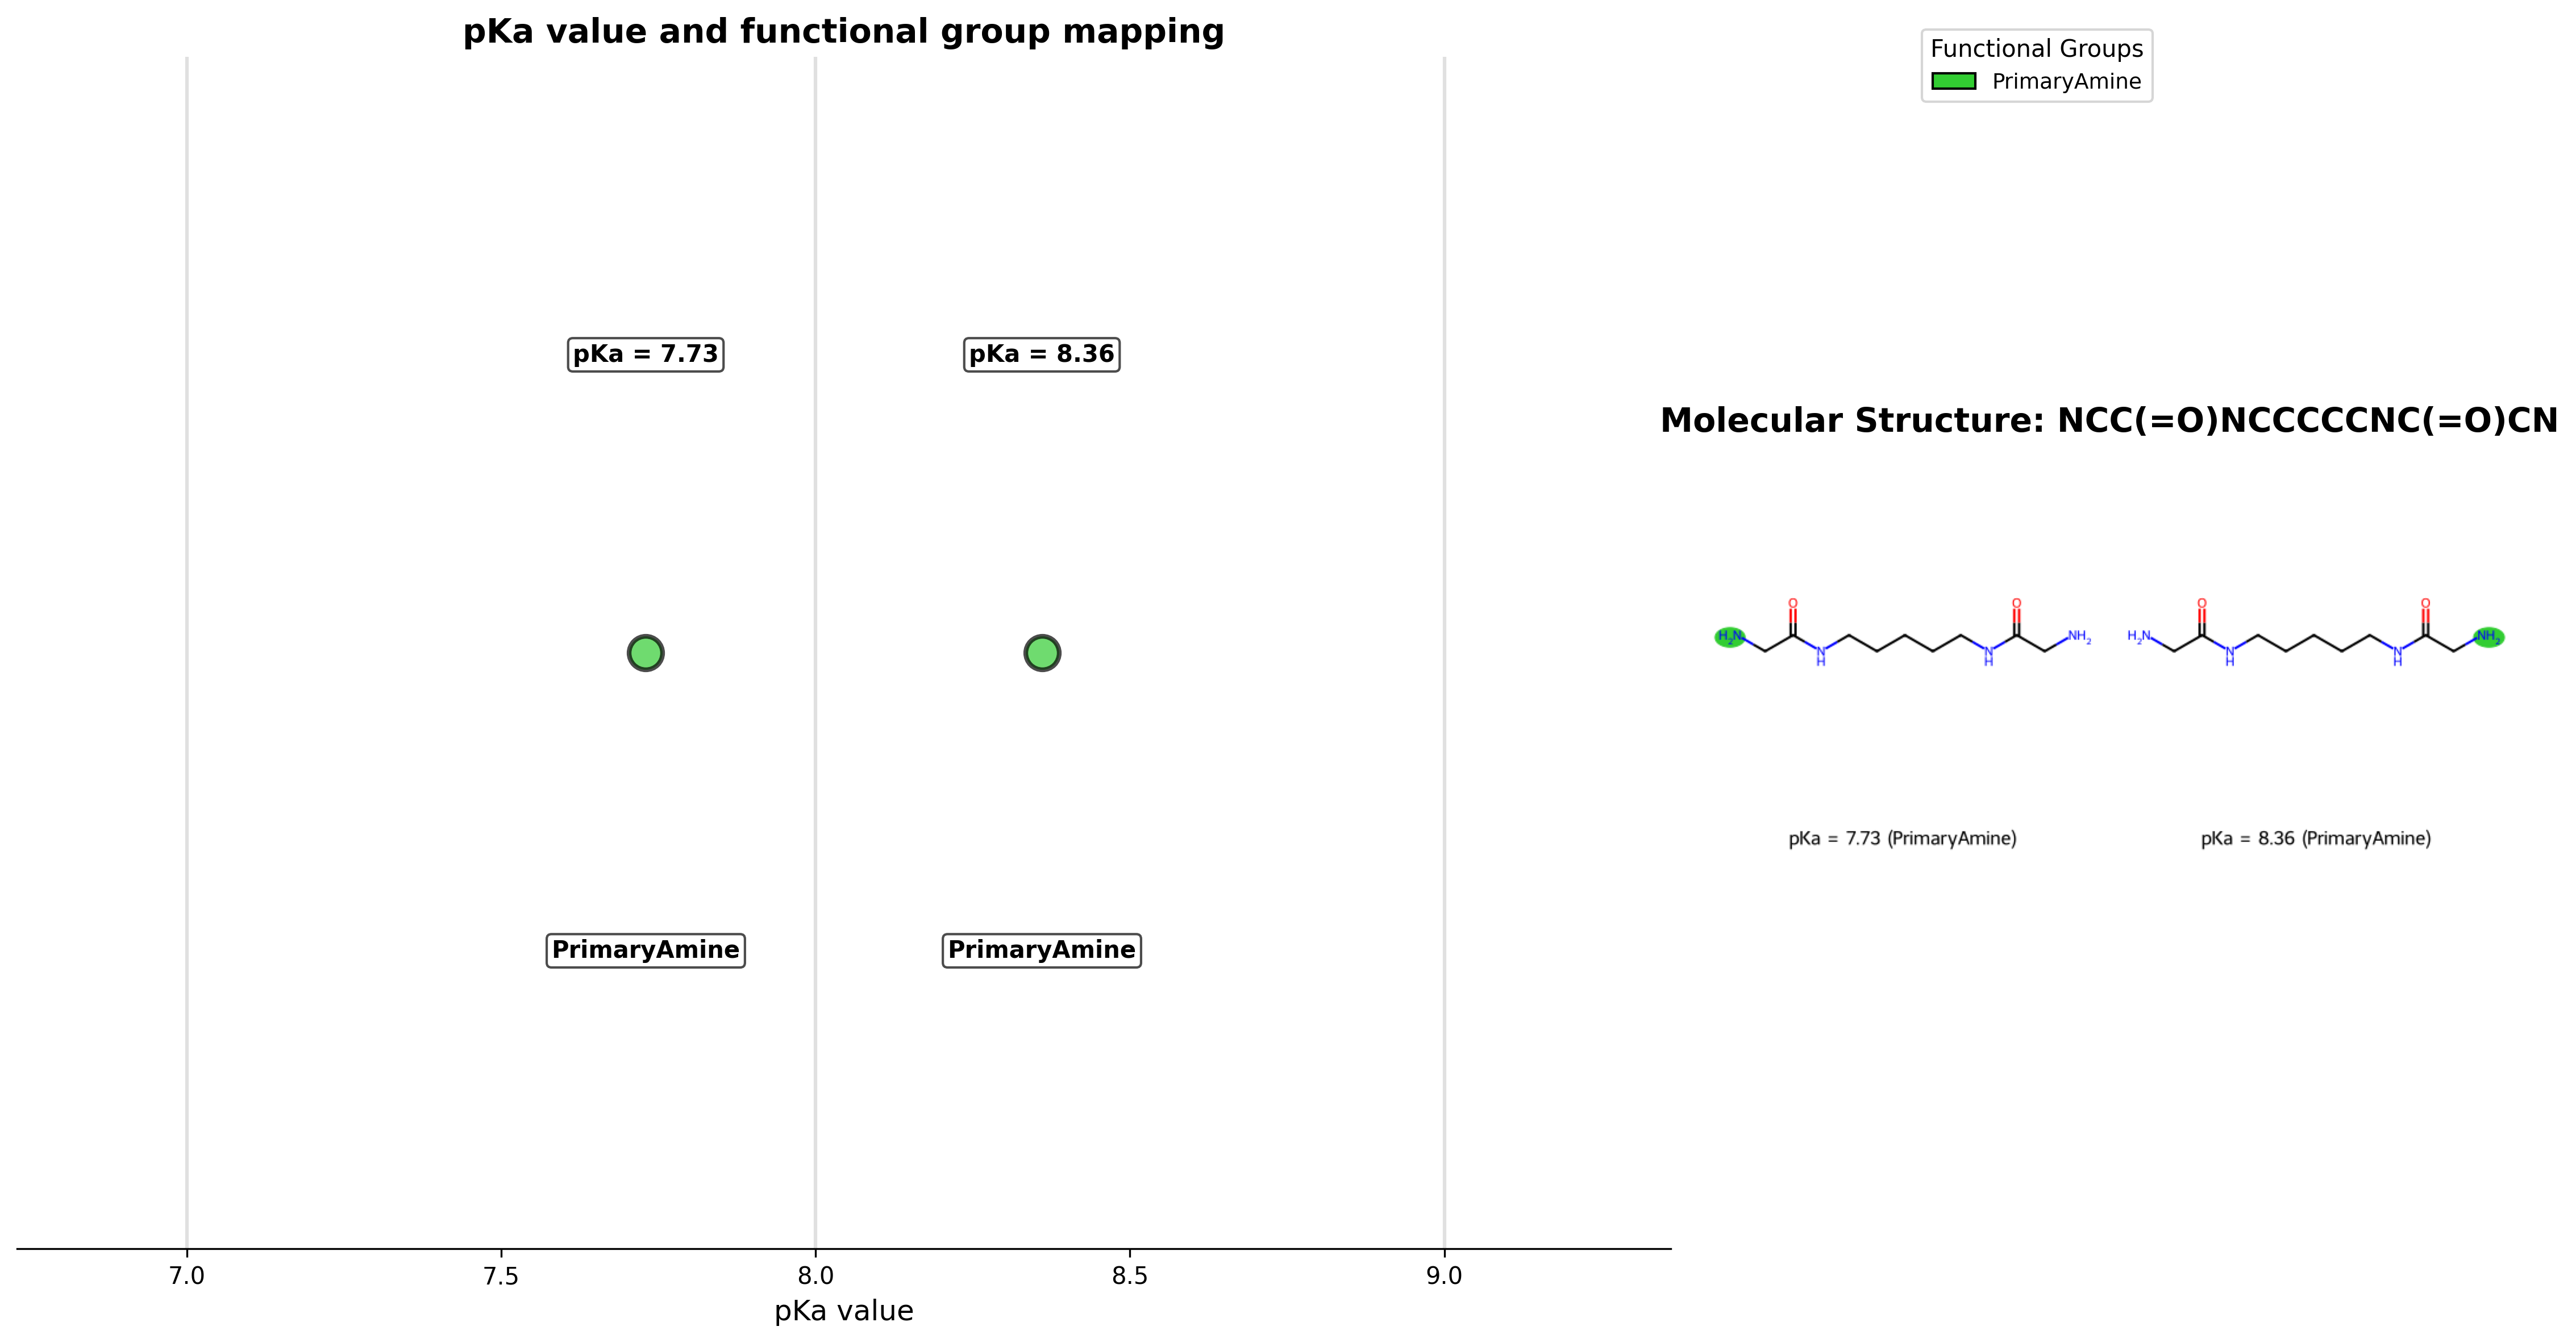 pKa value and functional group mapping
Functional Groups
PrimaryAmine
pKa = 7.73
pKa = 8.36
Molecular Structure: NCC(=O)NCCCCCNC(=O)CN
O
O
H2N
N
H
N
H
NH2
O
O
H2N
N
H
N
H
NH2
pKa = 7.73 (PrimaryAmine)
pKa = 8.36 (PrimaryAmine)
PrimaryAmine
PrimaryAmine
7.0
7.5
8.0
8.5
9.0
pKa value